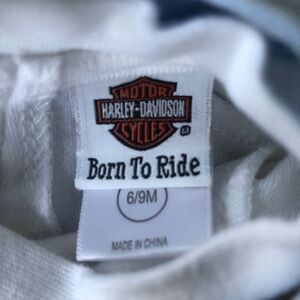 MOTOR
HARLEY-DAVIDSON
CYCLES
Born To Ride
6/9M
MADE IN CHINA